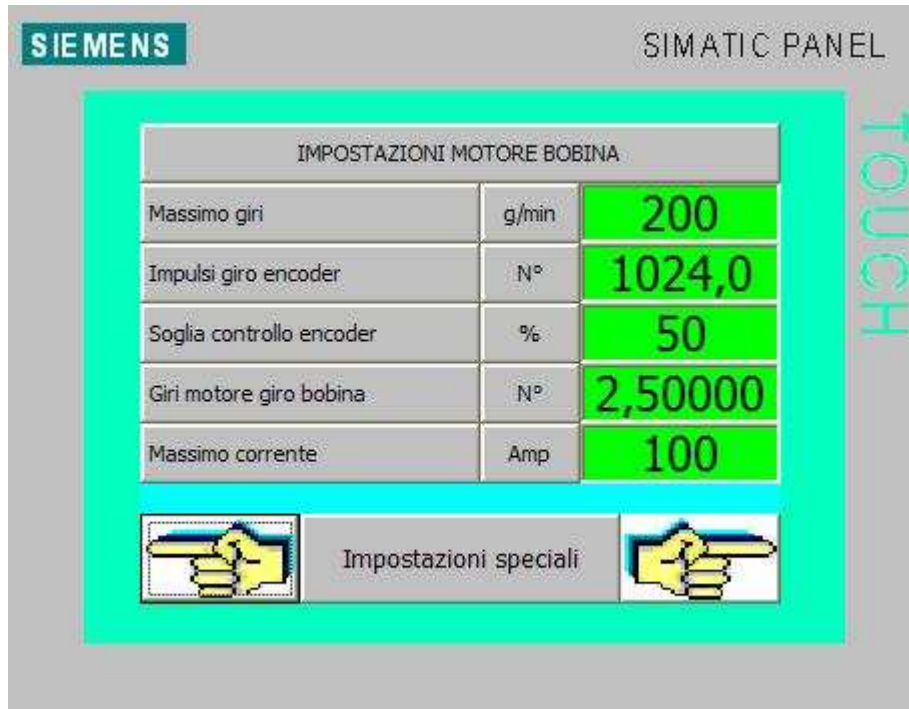 SIEMENS
SIMATIC PANEL
TOUCH
IMPOSTAZIONI MOTORE BOBINA
Massimo giri g/min 200
Impulsi giro encoder N° 1024,0
Soglia controllo encoder % 50
Giri motore giro bobina N° 2,50000
Massimo corrente Amp 100
Impostazioni speciali